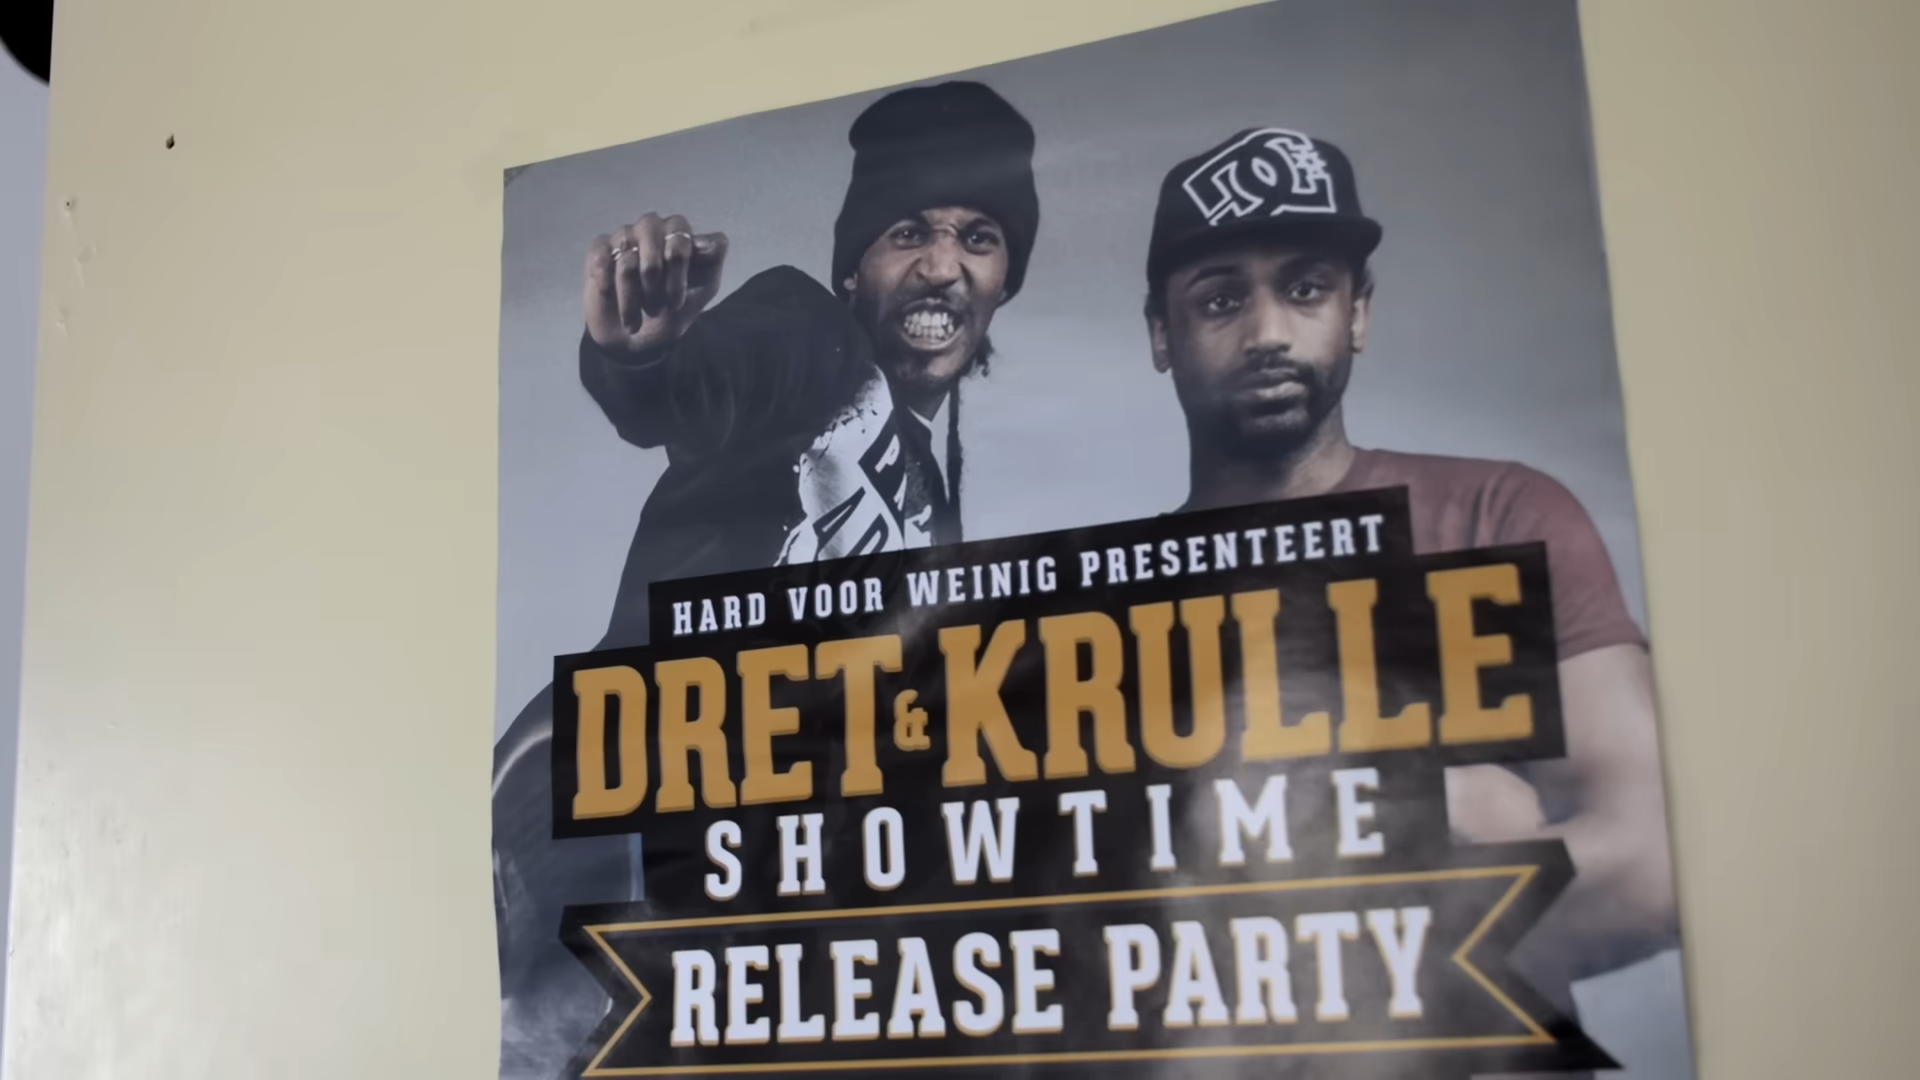 HARD VOOR WEINIG PRESENTEERT
DRET & KRULLE
SHOWTIME
RELEASE PARTY